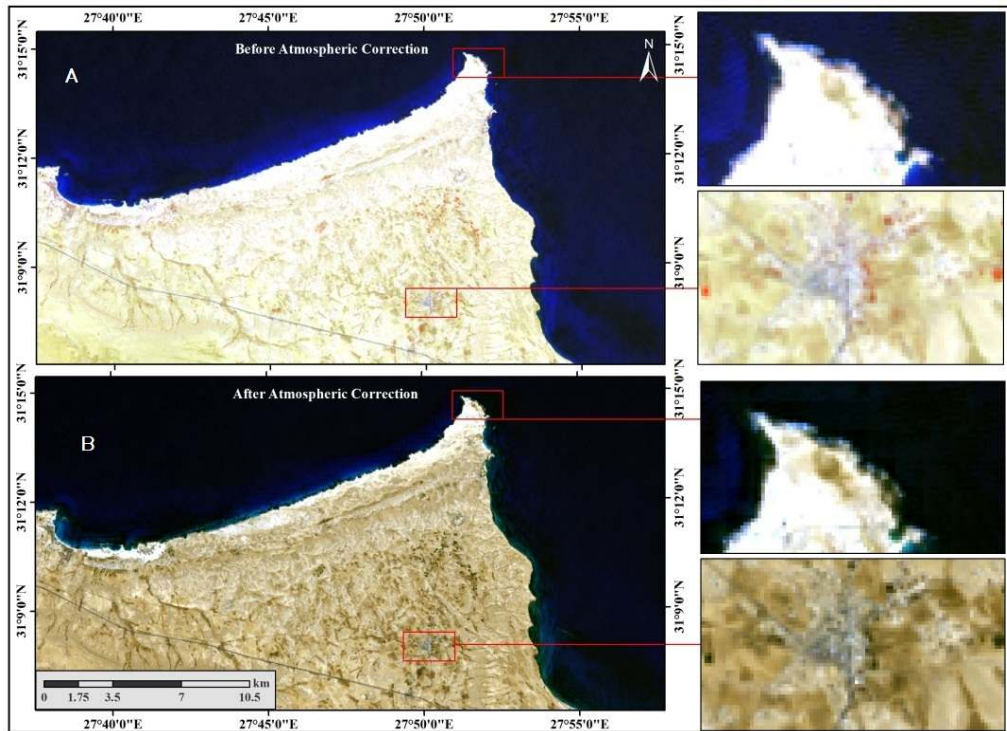 27°40'0"E 27°45'0"E 27°50'0"E 27°55'0"E
Before Atmospheric Correction
A
N
31°15'0"N
31°12'0"N
31°9'0"N
31°15'0"N
31°12'0"N
31°9'0"N
After Atmospheric Correction
B
31°15'0"N
31°12'0"N
31°9'0"N
31°15'0"N
31°12'0"N
31°9'0"N
km
0 1.75 3.5 7 10.5
27°40'0"E 27°45'0"E 27°50'0"E 27°55'0"E